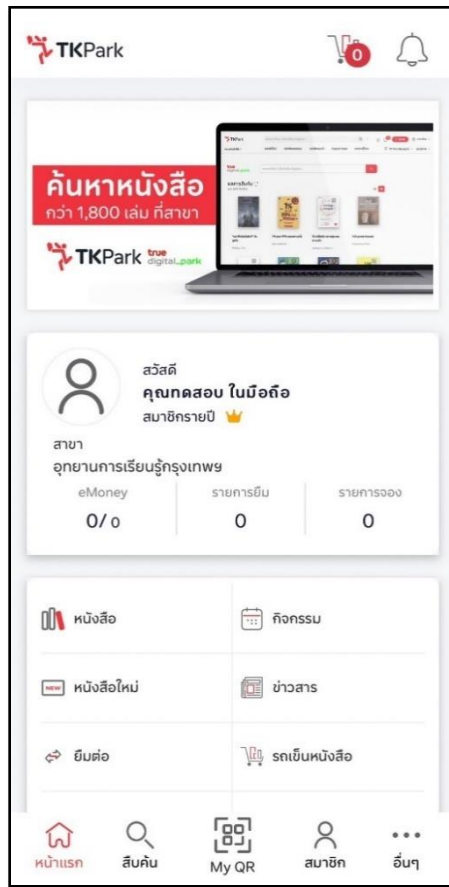 TKPark
0
ค้นหาหนังสือ
กว่า 1,800 เล่ม ที่สาขา
TKPark true digital park
สวัสดี
คุณทดสอบ ในมือถือ
สมาชิกรายปี
สาขา
อุทยานการเรียนรู้กรุงเทพฯ
eMoney รายการยืม รายการจอง
0/ 0 0 0
หนังสือ กิจกรรม
NEW หนังสือใหม่ ข่าวสาร
ยืมต่อ รถเข็นหนังสือ
หน้าแรก สืบค้น My QR สมาชิก อื่นๆ